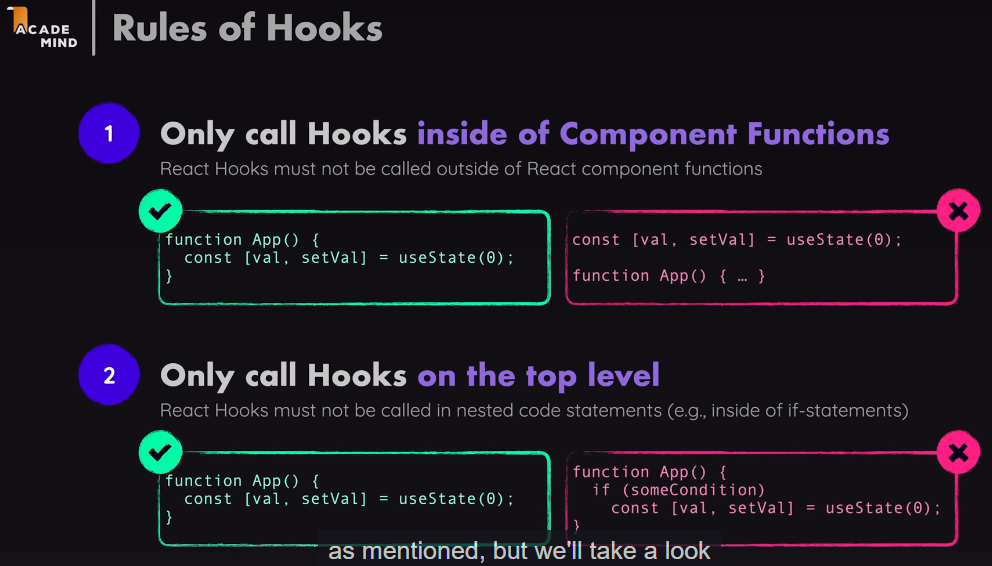 ACADE
MIND
Rules of Hooks
1
Only call Hooks inside of Component Functions
React Hooks must not be called outside of React component functions
function App() {
const [val, setVal] = useState(0);
}
const [val, setVal] = useState(0);
function App() { … }
2
Only call Hooks on the top level
React Hooks must not be called in nested code statements (e.g., inside of if-statements)
function App() {
const [val, setVal] = useState(0);
}
function App() {
if (someCondition)
const [val, setVal] = useState(0);
}
as mentioned, but we'll take a look